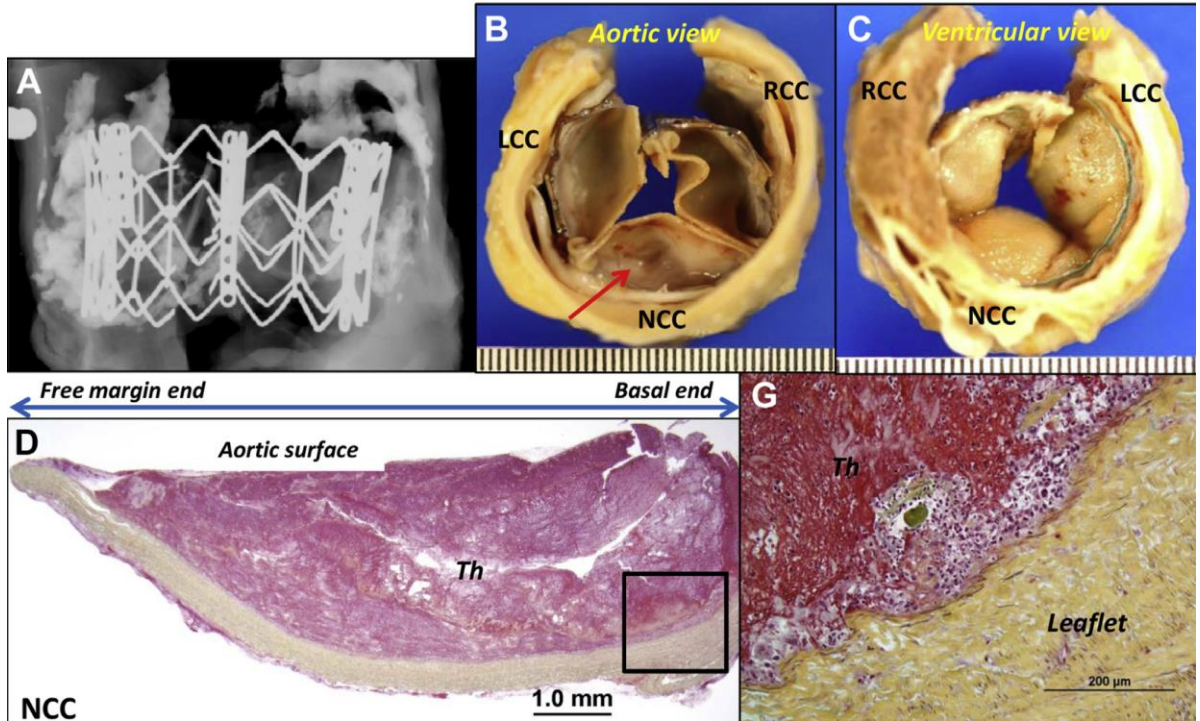 A
B
Aortic view
LCC
RCC
NCC
C
Ventricular view
RCC
LCC
NCC
Free margin end
Basal end
D
Aortic surface
Th
1.0 mm
NCC
G
Th
Leaflet
200 µm